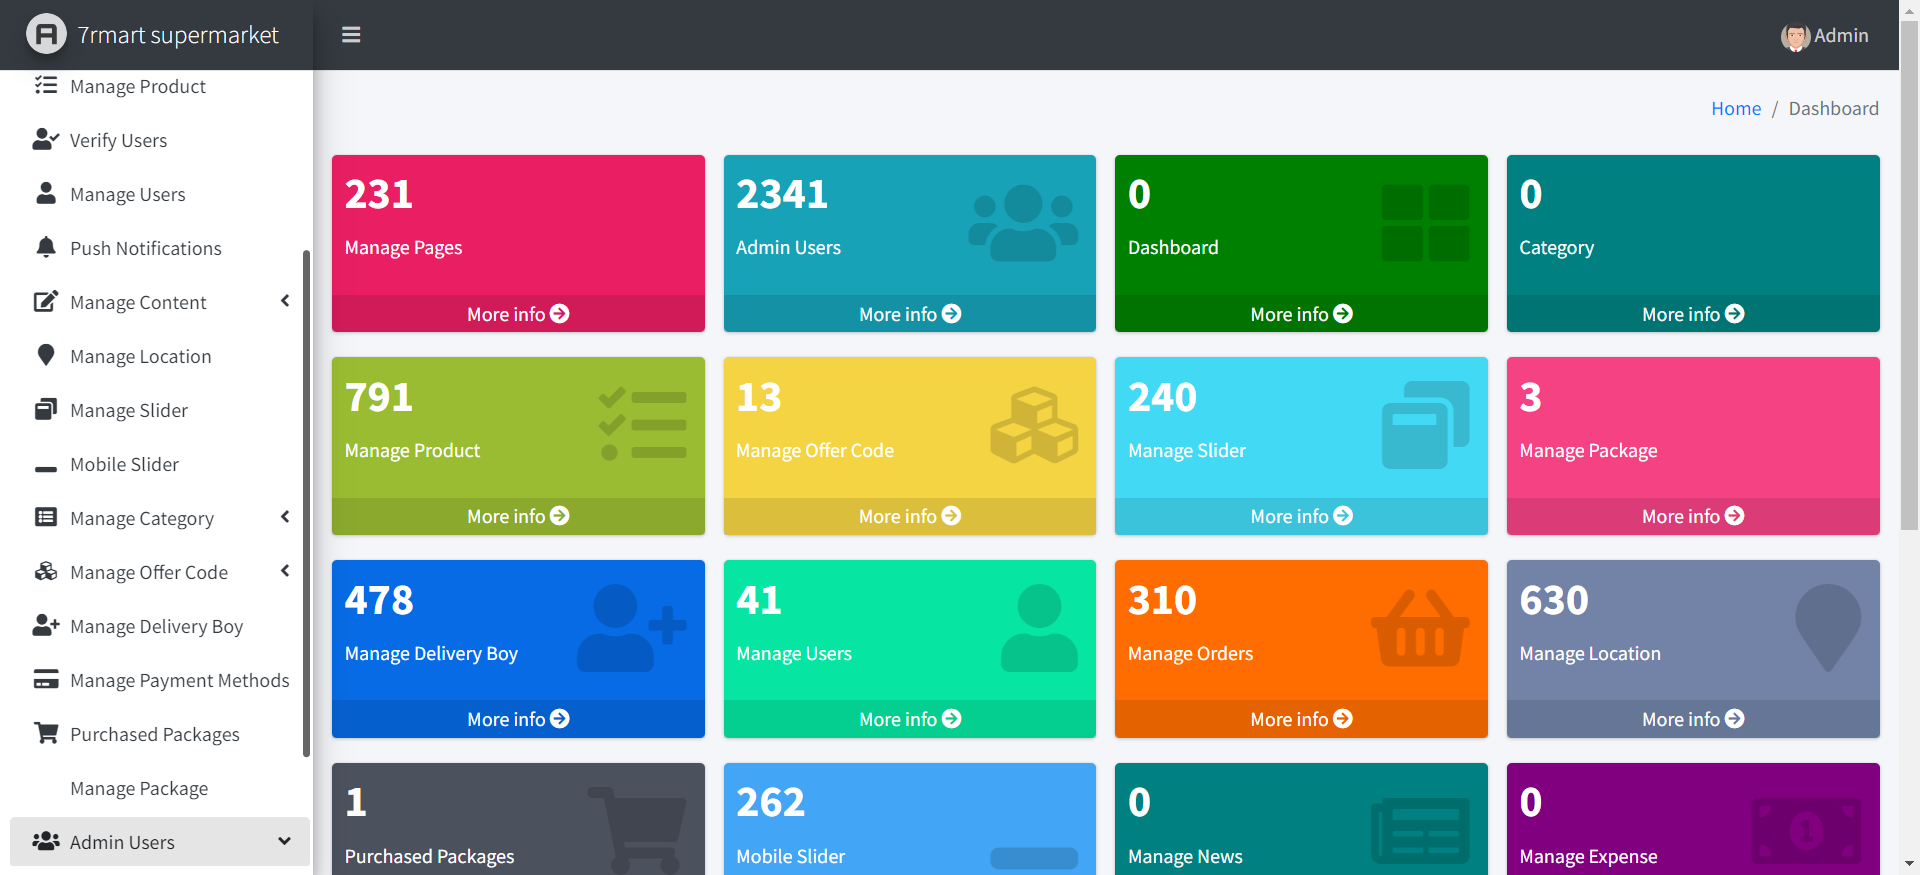 7rmart supermarket
Admin
Manage Product
Verify Users
Manage Users
Push Notifications
Manage Content
Manage Location
Manage Slider
Mobile Slider
Manage Category
Manage Offer Code
Manage Delivery Boy
Manage Payment Methods
Purchased Packages
Manage Package
Admin Users
Home / Dashboard
231
Manage Pages
More info
2341
Admin Users
More info
0
Dashboard
More info
0
Category
More info
791
Manage Product
More info
13
Manage Offer Code
More info
240
Manage Slider
More info
3
Manage Package
More info
478
Manage Delivery Boy
More info
41
Manage Users
More info
310
Manage Orders
More info
630
Manage Location
More info
1
Purchased Packages
262
Mobile Slider
0
Manage News
0
Manage Expense